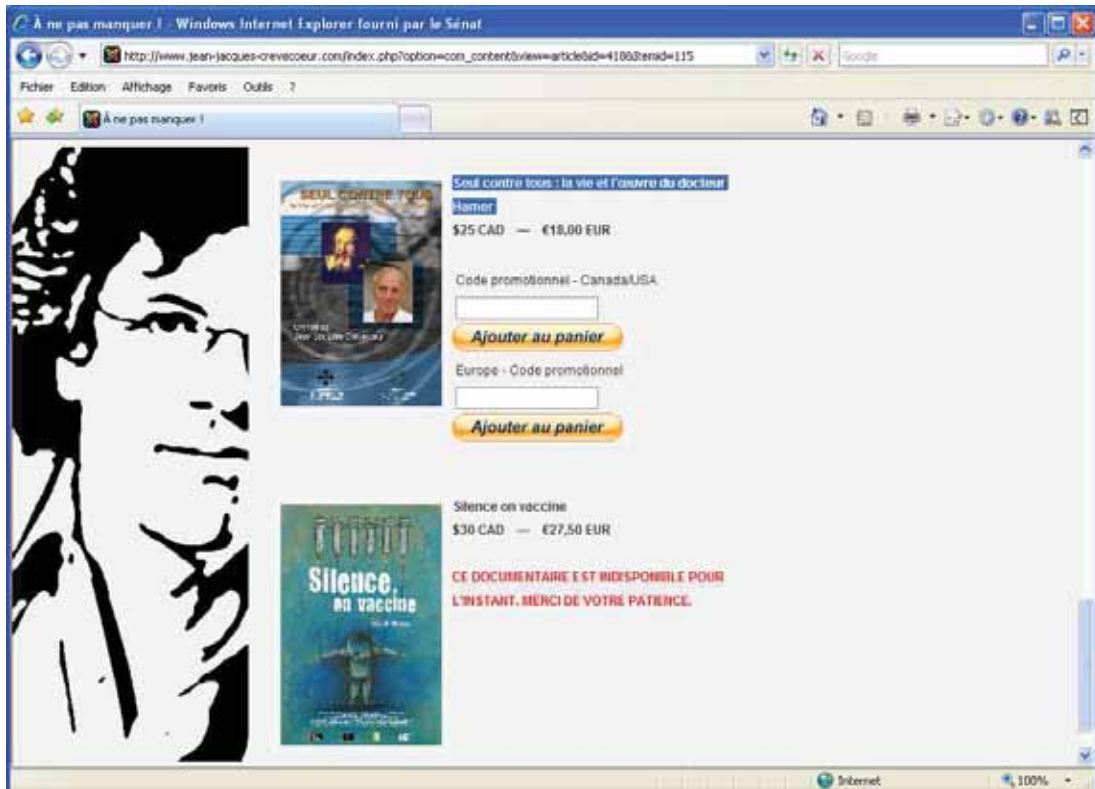 À ne pas manquer ! - Windows Internet Explorer fourni par le Sénat
http://www.jean-jacques-crevecoeur.com/index.php?option=com_content&view=article&id=41&Itemid=115
Google
Fichier Edition Affichage Favoris Outils ?
À ne pas manquer !
SEUL CONTRE TOUS
Seul contre tous : la vie et l'œuvre du docteur
Hamer
$25 CAD — €18,00 EUR
Code promotionnel - Canada/USA
Ajouter au panier
Europe - Code promotionnel
Ajouter au panier
Silence,
on vaccine
Silence on vaccine
$30 CAD — €27,50 EUR
CE DOCUMENTAIRE EST INDISPONIBLE POUR
L'INSTANT. MERCI DE VOTRE PATIENCE.
Internet
100%